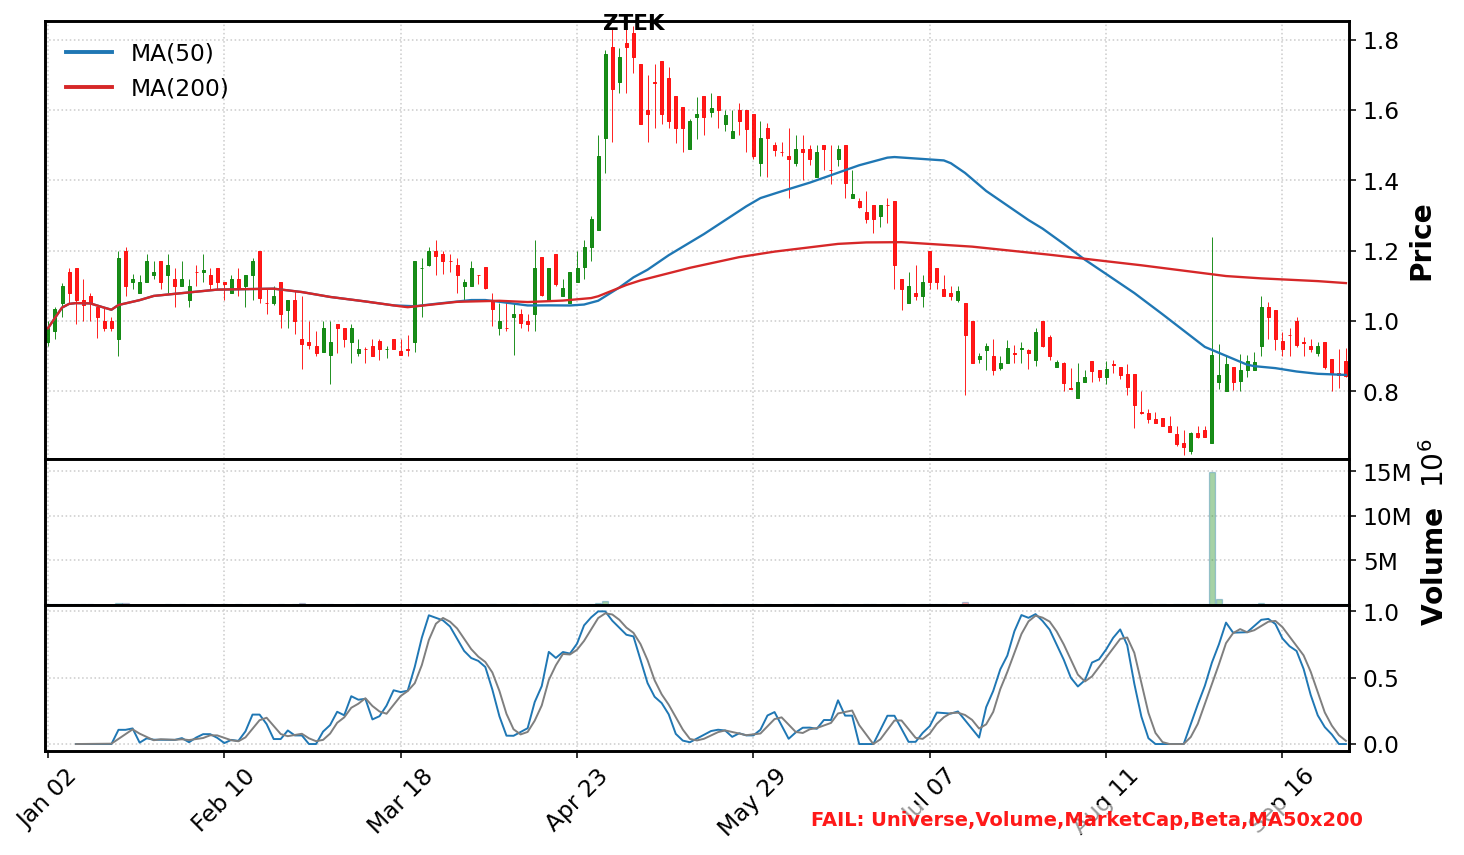 ZTEK
MA(50)
MA(200)
1.8
1.6
1.4
1.2
1.0
0.8
Price
15M
10M
5M
Volume 10⁶
1.0
0.5
0.0
Jan 02
Feb 10
Mar 18
Apr 23
May 29
Jul 07
Aug 11
Sep 16
FAIL: Universe,Volume,MarketCap,Beta,MA50x200